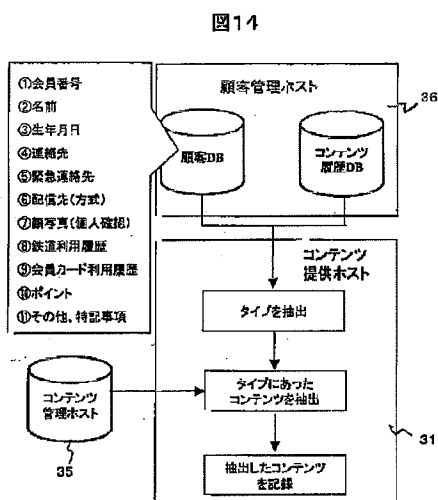 図14
①会員番号
②名前
③生年月日
④連絡先
⑤緊急連絡先
⑥配信先(方式)
⑦顔写真(個人確認)
⑧鉄道利用履歴
⑨会員カード利用履歴
⑩ポイント
⑪その他、特記事項
顧客管理ホスト
36
顧客DB
コンテンツ
履歴DB
コンテンツ
提供ホスト
タイプを抽出
コンテンツ
管理ホスト
35
タイプにあった
コンテンツを抽出
31
抽出したコンテンツ
を記録